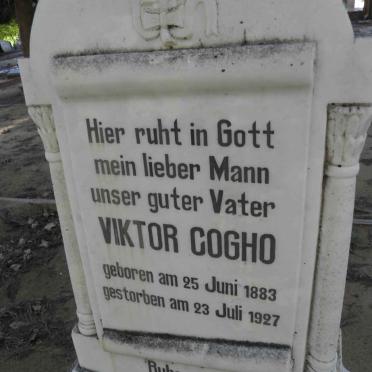 Hier ruht in Gott
mein lieber Mann
unser guter Vater
VIKTOR COGHO
geboren am 25 Juni 1883
gestorben am 23 Juli 1927